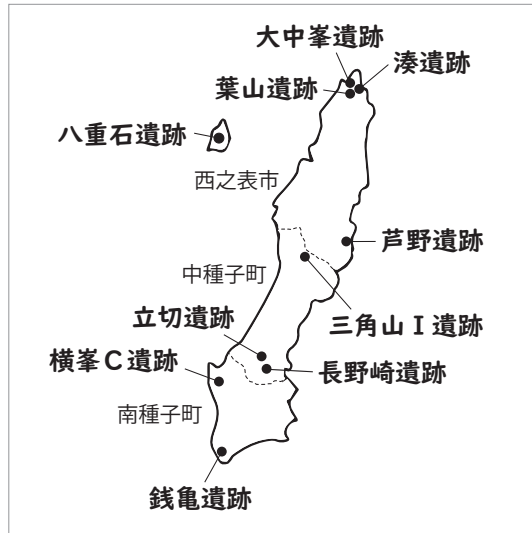 大中峯遺跡
湊遺跡
葉山遺跡
八重石遺跡
西之表市
芦野遺跡
中種子町
三角山Ⅰ遺跡
立切遺跡
横峯C遺跡
長野崎遺跡
南種子町
銭亀遺跡